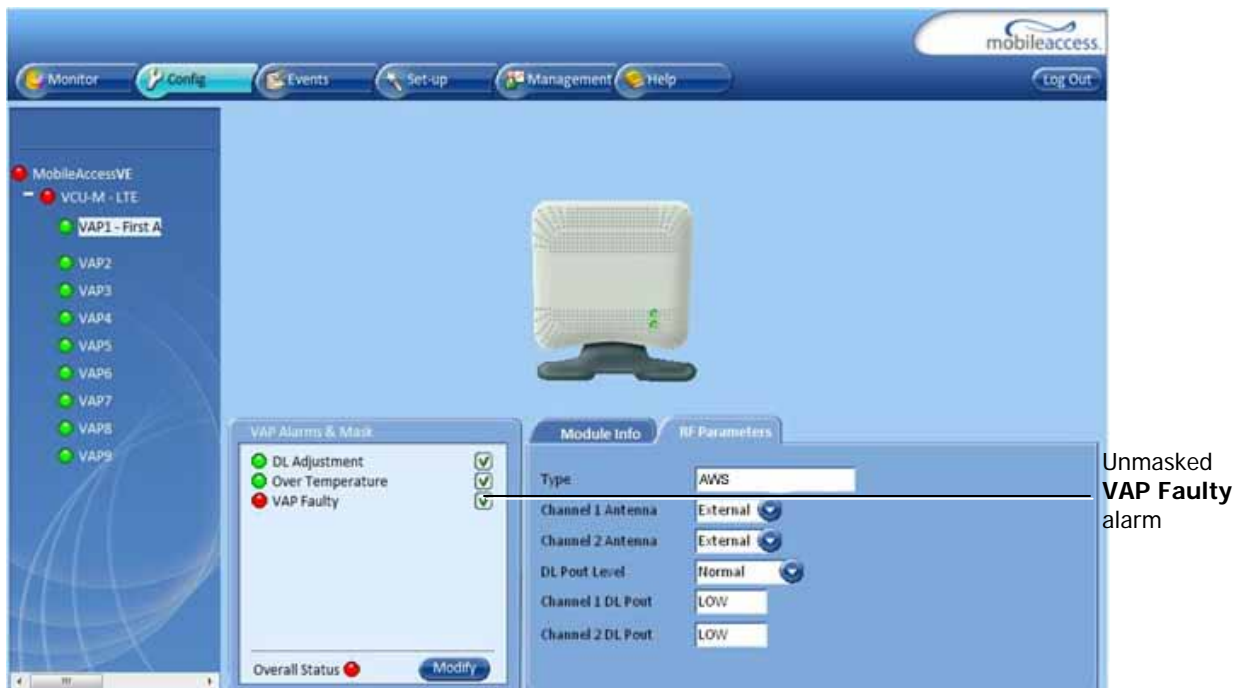 mobileaccess.
Monitor
Config
Events
Set-up
Management
Help
Log Out
MobileAccessVE
VCU-M - LTE
VAP1 - First A
VAP2
VAP3
VAP4
VAP5
VAP6
VAP7
VAP8
VAP9
VAP Alarms & Mask
DL Adjustment
Over Temperature
VAP Faulty
Overall Status
Modify
Module Info
RF Parameters
Type AWS
Channel 1 Antenna External
Channel 2 Antenna External
DL Pout Level Normal
Channel 1 DL Pout LOW
Channel 2 DL Pout LOW
Unmasked
VAP Faulty
alarm